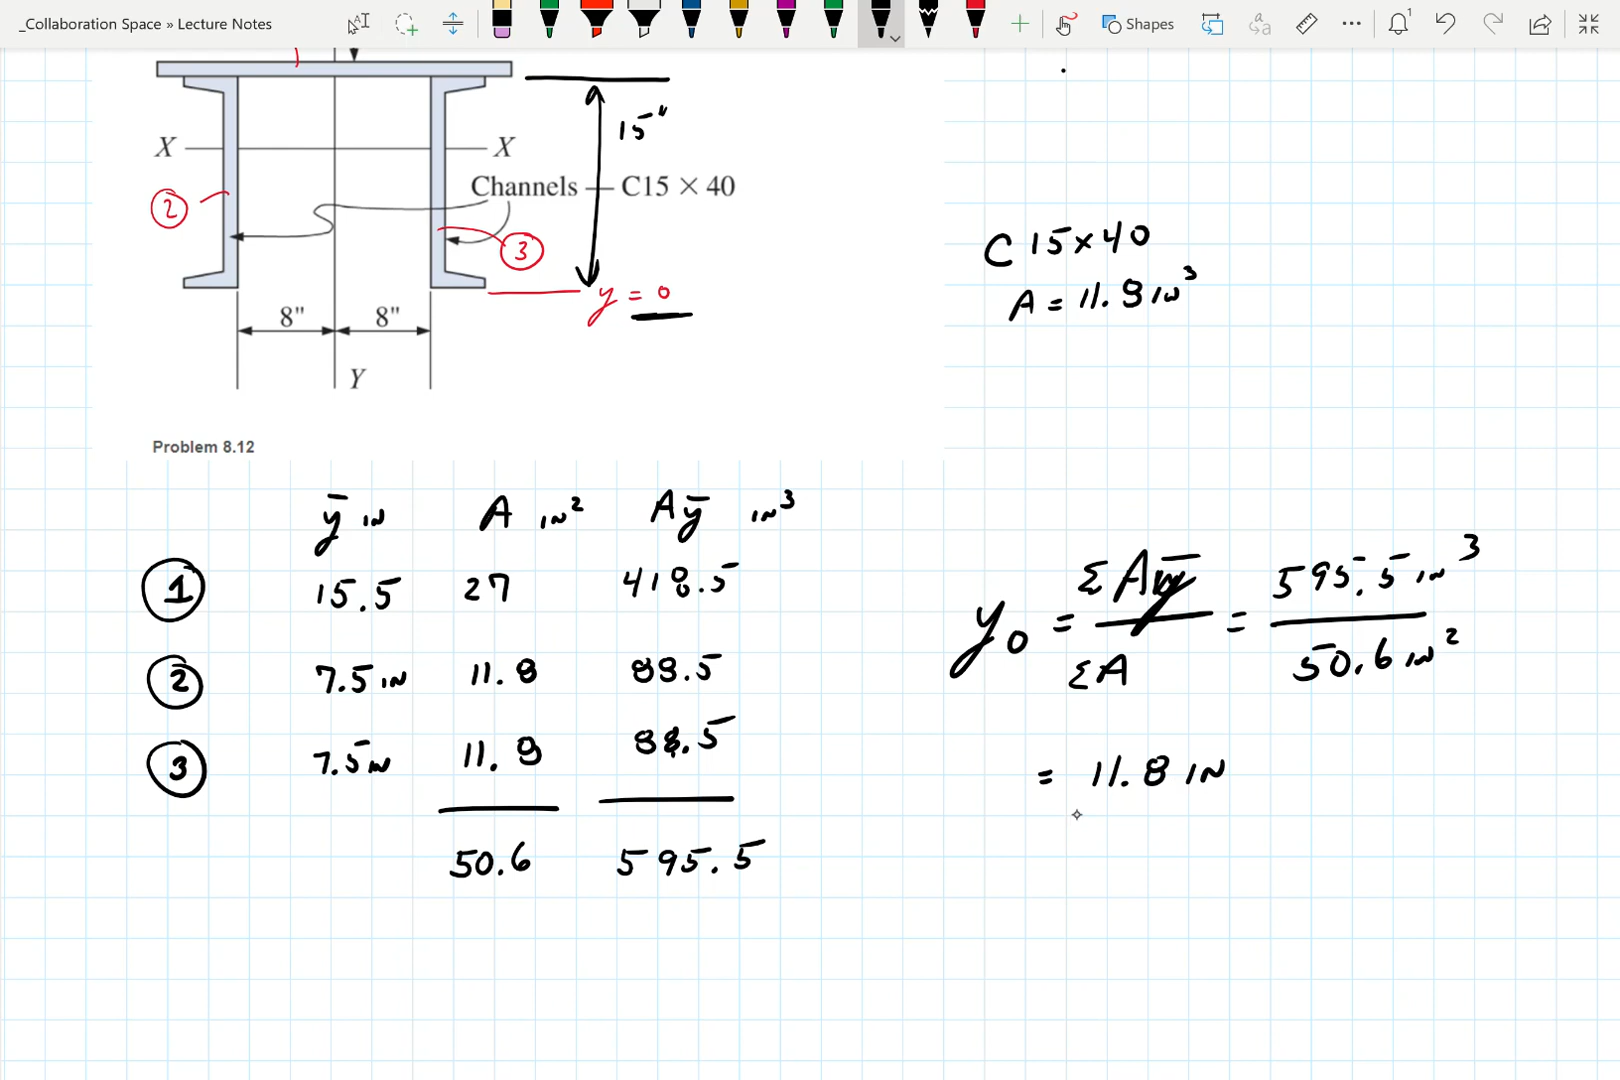 _Collaboration Space » Lecture Notes
Shapes
1
15"
X X
Channels C15 × 40
2
3
y = 0
8" 8"
Y
C 15×40
A = 11.8 IN³
Problem 8.12
ȳ IN A IN² Aȳ IN³
1 15.5 27 418.5
2 7.5 IN 11.8 88.5
3 7.5 IN 11.8 88.5
50.6 595.5
y₀ = ΣAȳ / ΣA = 595.5 IN³ / 50.6 IN²
= 11.8 IN